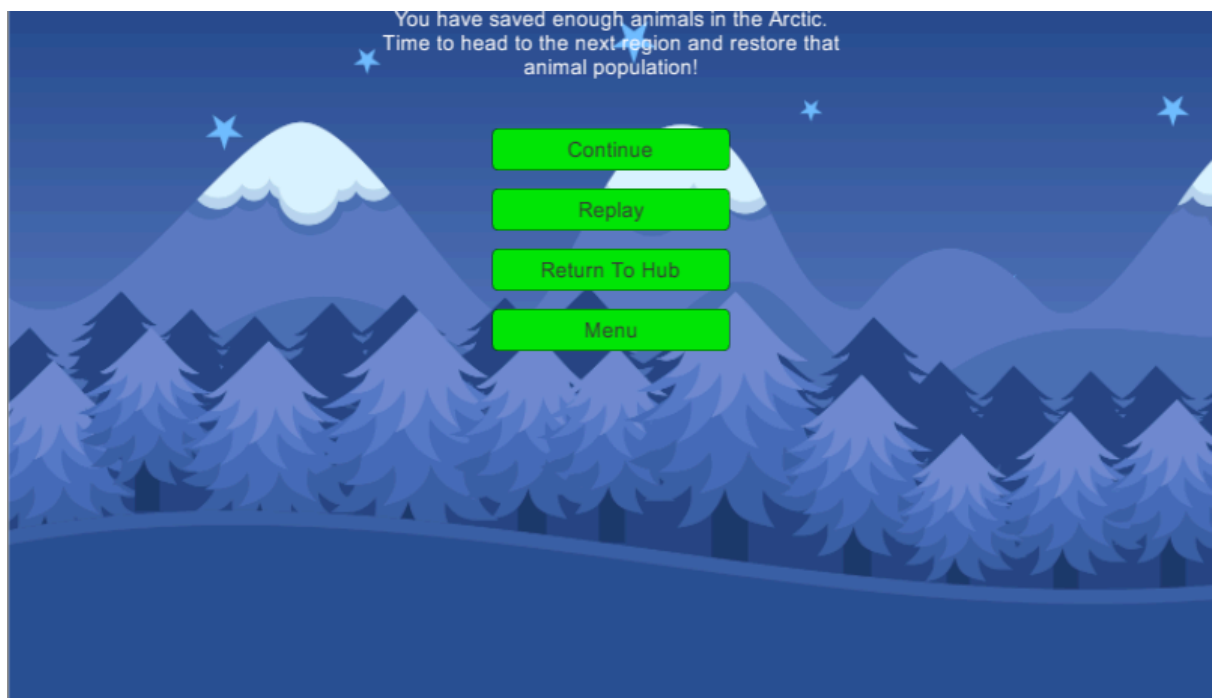 You have saved enough animals in the Arctic.
Time to head to the next region and restore that
animal population!
Continue
Replay
Return To Hub
Menu